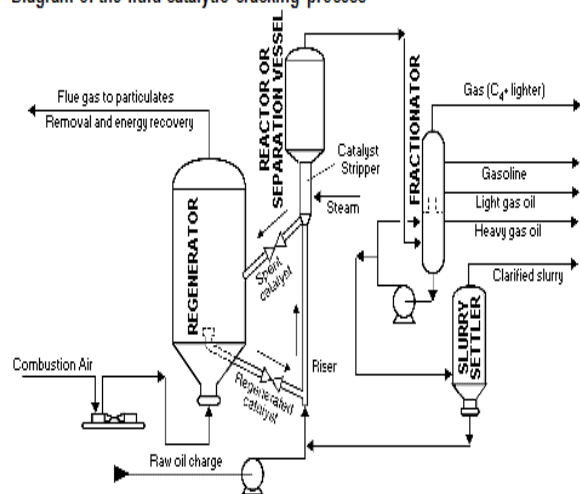 Diagram of the fluid catalytic cracking process
Flue gas to particulates
Removal and energy recovery
REACTOR OR
SEPARATION VESSEL
Catalyst
Stripper
Steam
FRACTIONATOR
Gas (C4+ lighter)
Gasoline
Light gas oil
Heavy gas oil
Clarified slurry
REGENERATOR
Spent
catalyst
SLURRY
SETTLER
Combustion Air
Regenerated
catalyst
Riser
Raw oil charge